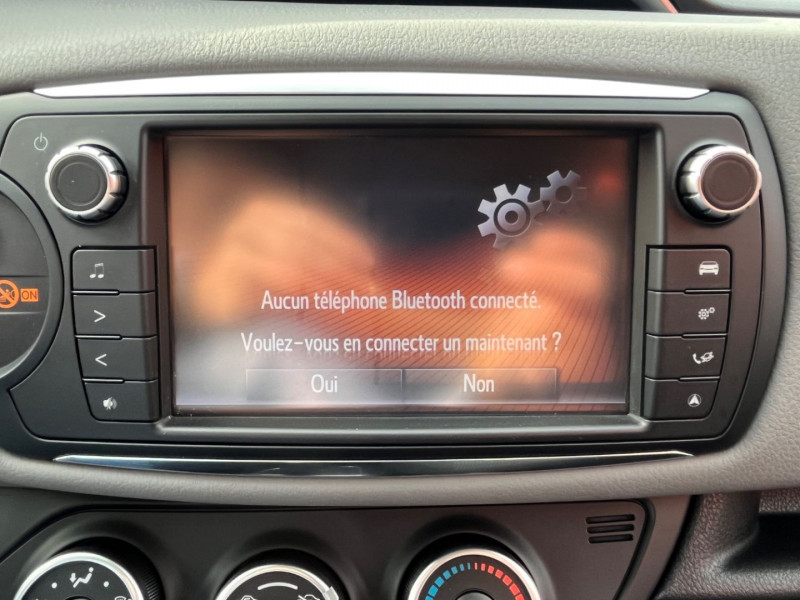 Aucun téléphone Bluetooth connecté.
Voulez-vous en connecter un maintenant ?
Oui Non
ON